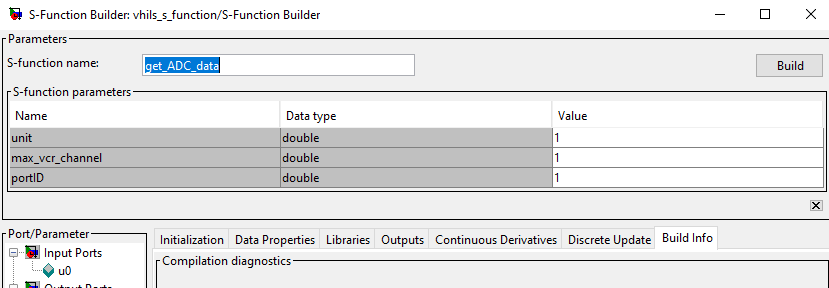 S-Function Builder: vhils_s_function/S-Function Builder
Parameters
S-function name: get_ADC_data Build
S-function parameters
Name Data type Value
unit double 1
max_vcr_channel double 1
portID double 1
Port/Parameter
Input Ports
u0
Output Ports
Initialization Data Properties Libraries Outputs Continuous Derivatives Discrete Update Build Info
Compilation diagnostics